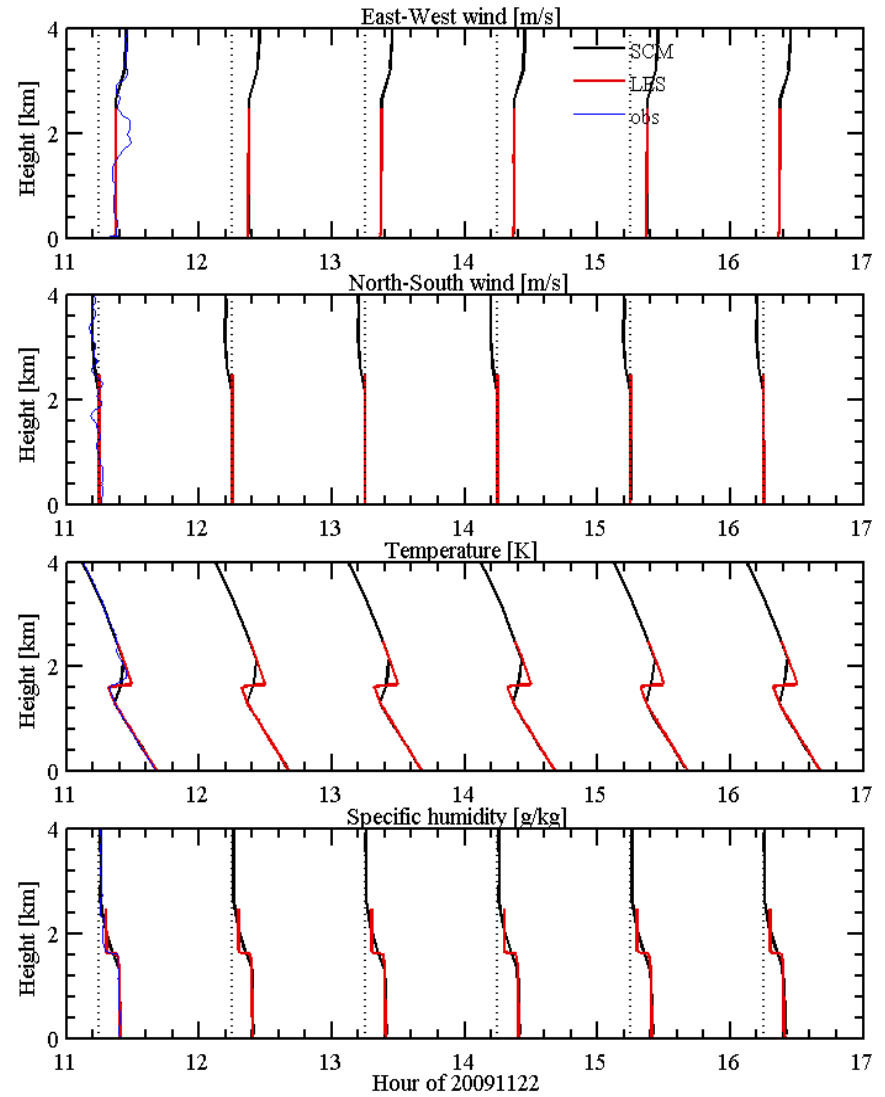 East-West wind [m/s]
4
2
0
Height [km]
SCM
LES
obs
11 12 13 14 15 16 17
North-South wind [m/s]
4
2
0
Height [km]
11 12 13 14 15 16 17
Temperature [K]
4
2
0
Height [km]
11 12 13 14 15 16 17
Specific humidity [g/kg]
4
2
0
Height [km]
11 12 13 14 15 16 17
Hour of 20091122